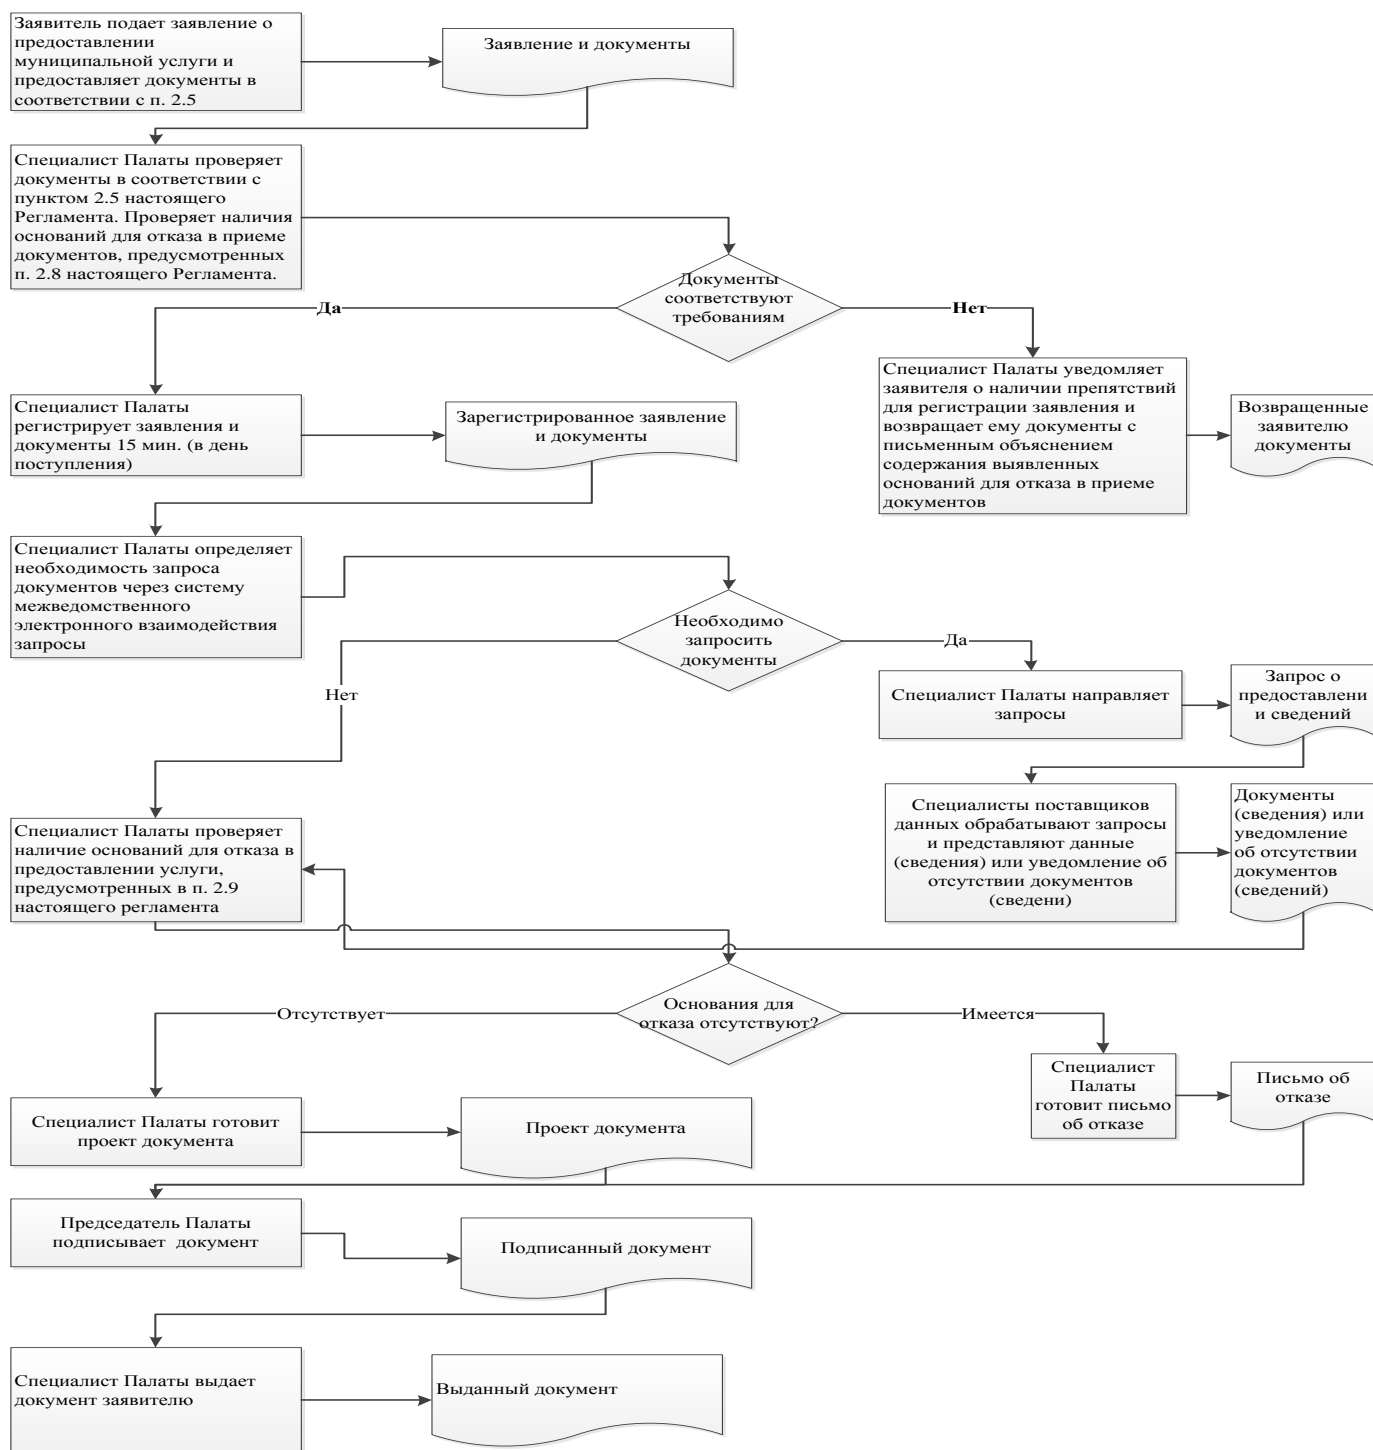 Заявитель подает заявление о
предоставлении
муниципальной услуги и
предоставляет документы в
соответствии с п. 2.5
Заявление и документы
Специалист Палаты проверяет
документы в соответствии с
пунктом 2.5 настоящего
Регламента. Проверяет наличия
оснований для отказа в приеме
документов, предусмотренных
п. 2.8 настоящего Регламента.
Документы
соответствуют
требованиям
Да
Нет
Специалист Палаты
регистрирует заявления и
документы 15 мин. (в день
поступления)
Зарегистрированное заявление
и документы
Специалист Палаты уведомляет
заявителя о наличии препятствий
для регистрации заявления и
возвращает ему документы с
письменным объяснением
содержания выявленных
оснований для отказа в приеме
документов
Возвращенные
заявителю
документы
Специалист Палаты определяет
необходимость запроса
документов через систему
межведомственного
электронного взаимодействия
запросы
Необходимо
запросить
документы
Да
Нет
Специалист Палаты направляет
запросы
Запрос о
предоставлени
и сведений
Специалисты поставщиков
данных обрабатывают запросы
и представляют данные
(сведения) или уведомление об
отсутствии документов
(сведени)
Документы
(сведения) или
уведомление
об отсутствии
документов
(сведений)
Специалист Палаты проверяет
наличие оснований для отказа в
предоставлении услуги,
предусмотренных в п. 2.9
настоящего регламента
Основания для
отказа отсутствуют?
Отсутствует
Имеется
Специалист
Палаты
готовит письмо
об отказе
Письмо об
отказе
Специалист Палаты готовит
проект документа
Проект документа
Председатель Палаты
подписывает  документ
Подписанный документ
Специалист Палаты выдает
документ заявителю
Выданный документ